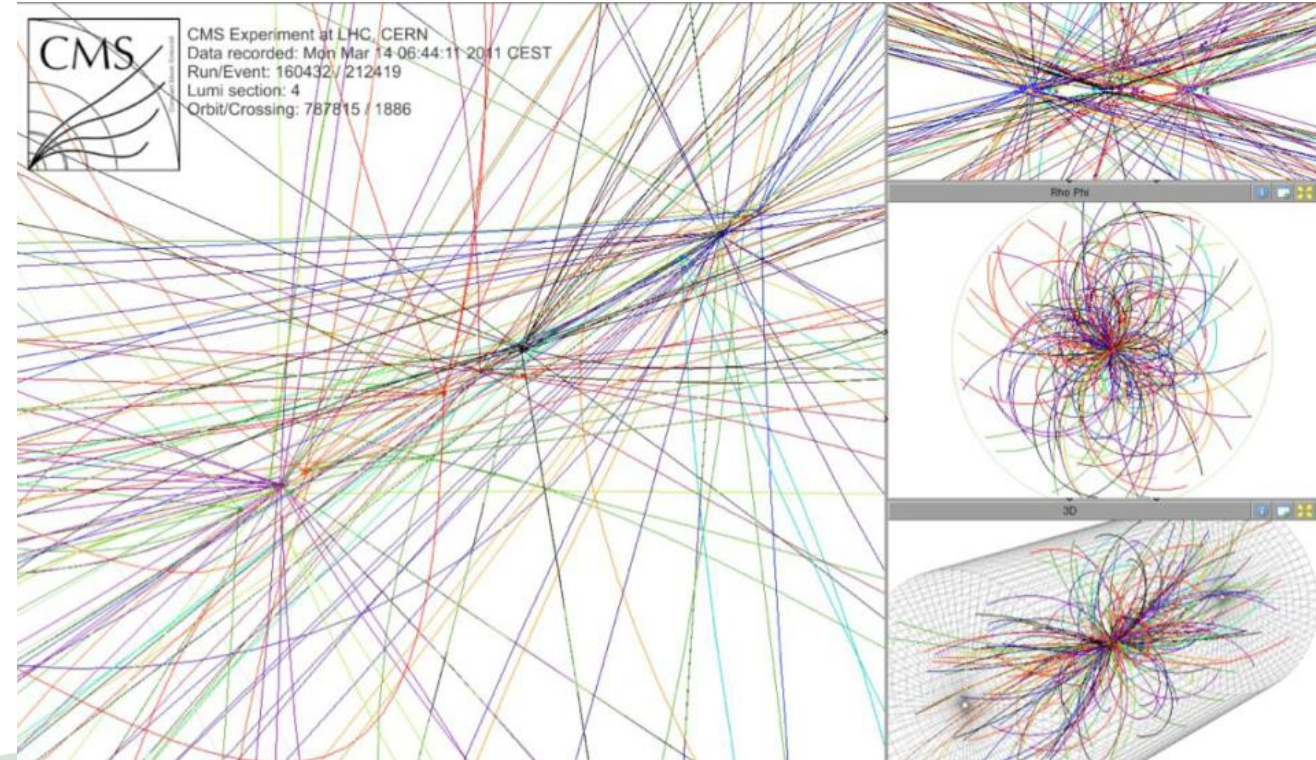 CMS
CMS Experiment at LHC, CERN
Data recorded: Mon Mar 14 06:44:11 2011 CEST
Run/Event: 160432 / 212419
Lumi section: 4
Orbit/Crossing: 787815 / 1886
Rho Phi
3D